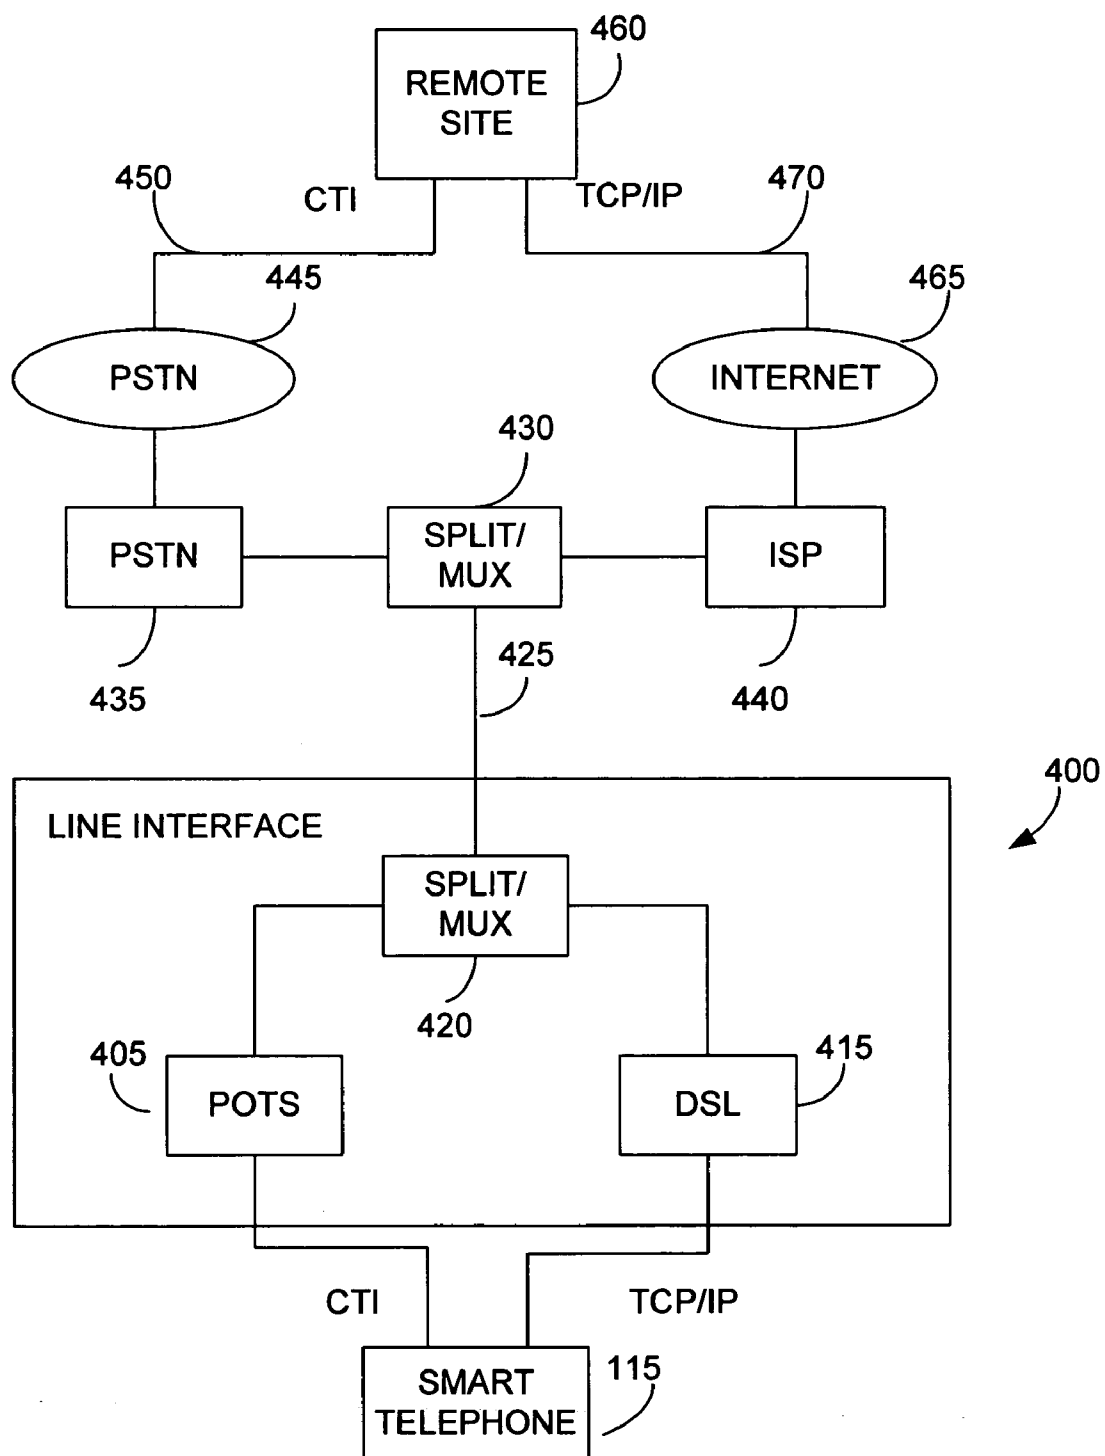 460
REMOTE
SITE
450
CTI
TCP/IP
470
445
465
PSTN
INTERNET
430
PSTN
SPLIT/
MUX
ISP
425
435
440
400
LINE INTERFACE
SPLIT/
MUX
420
405
415
POTS
DSL
CTI
TCP/IP
115
SMART
TELEPHONE